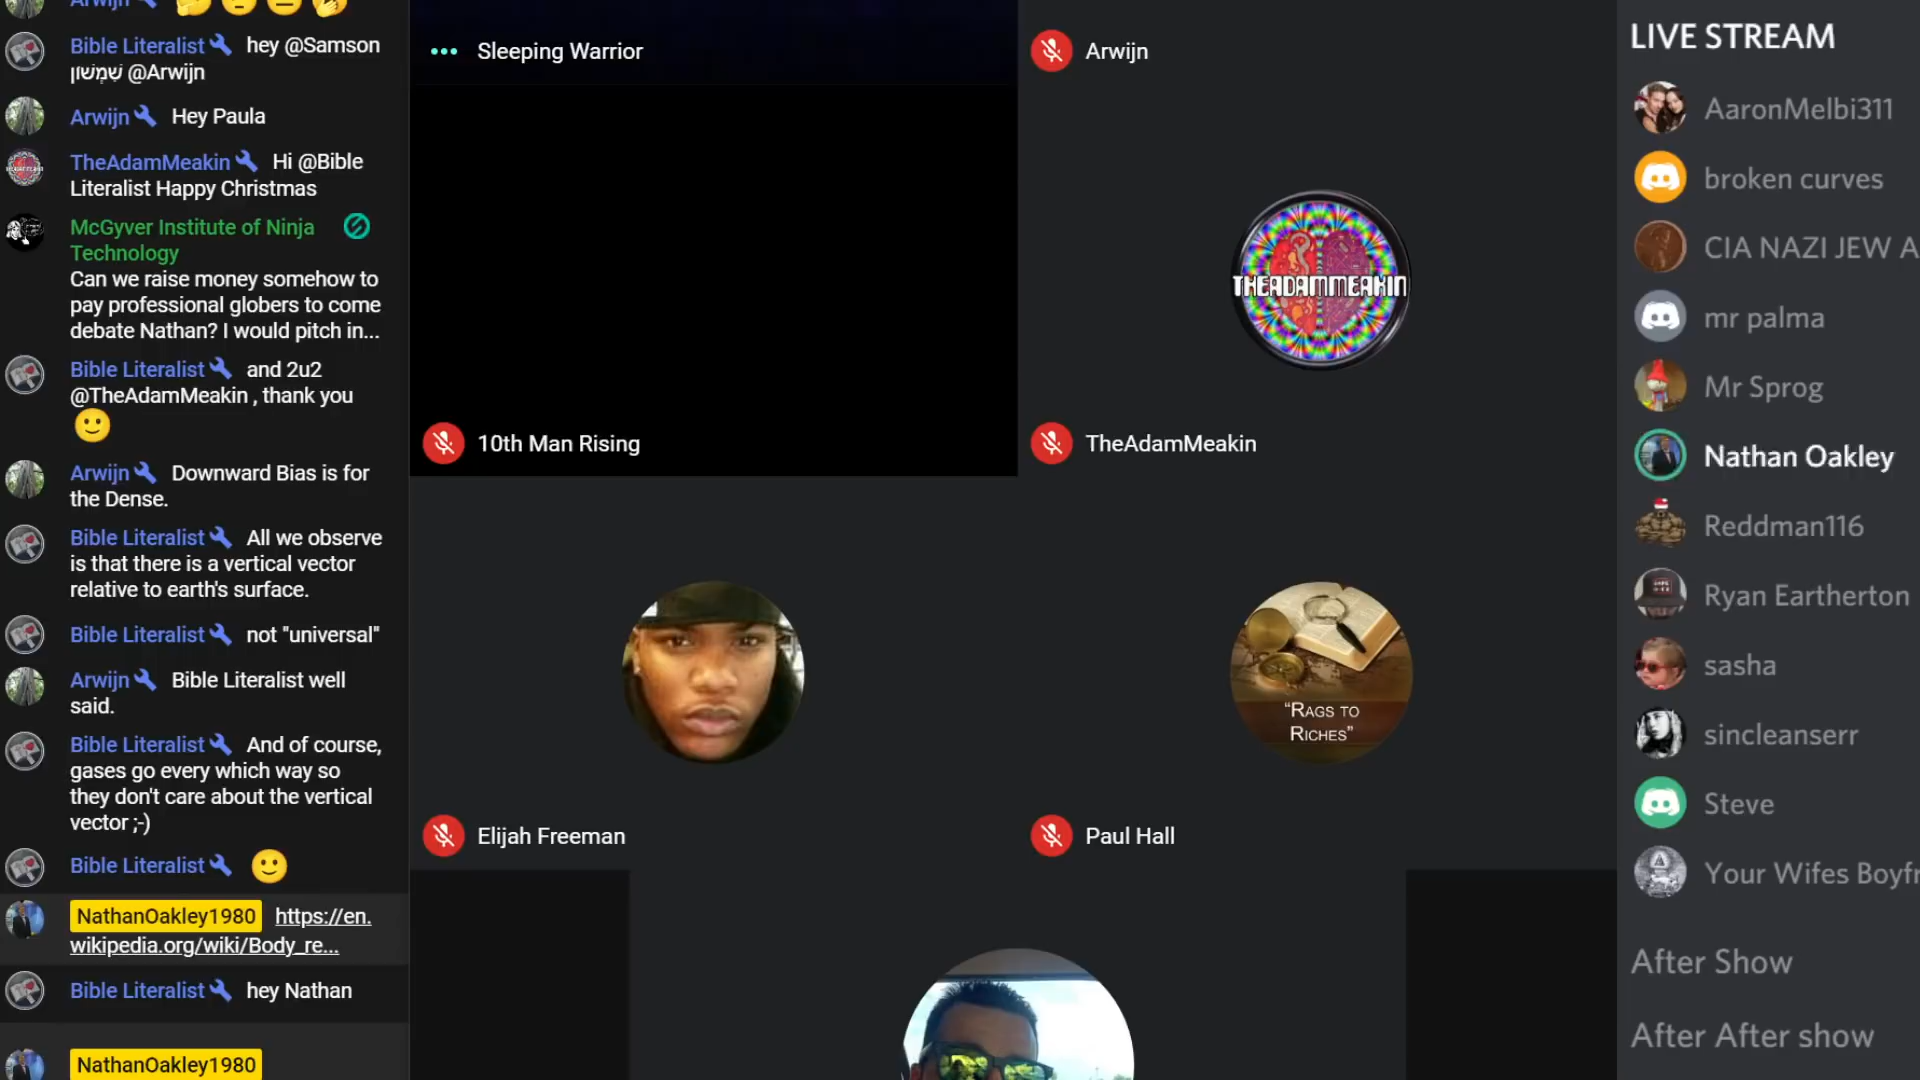 Arwijn
Bible Literalist hey @Samson
שִׁמְשׁוֹן @Arwijn
Arwijn Hey Paula
TheAdamMeakin Hi @Bible
Literalist Happy Christmas
McGyver Institute of Ninja
Technology
Can we raise money somehow to
pay professional globers to come
debate Nathan? I would pitch in...
Bible Literalist and 2u2
@TheAdamMeakin , thank you
Arwijn Downward Bias is for
the Dense.
Bible Literalist All we observe
is that there is a vertical vector
relative to earth's surface.
Bible Literalist not "universal"
Arwijn Bible Literalist well
said.
Bible Literalist And of course,
gases go every which way so
they don't care about the vertical
vector ;-)
Bible Literalist
NathanOakley1980 https://en.
wikipedia.org/wiki/Body_re...
Bible Literalist hey Nathan
NathanOakley1980
Sleeping Warrior
Arwijn
THEADAMMEAKIN
10th Man Rising
TheAdamMeakin
"RAGS TO
RICHES"
Elijah Freeman
Paul Hall
LIVE STREAM
AaronMelbi311
broken curves
CIA NAZI JEW A
mr palma
Mr Sprog
Nathan Oakley
Reddman116
Ryan Eartherton
sasha
sincleanserr
Steve
Your Wifes Boyfr
After Show
After After show